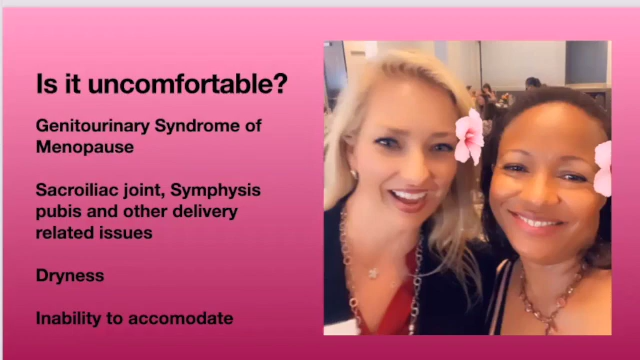 Is it uncomfortable?
Genitourinary Syndrome of
Menopause
Sacroiliac joint, Symphysis
pubis and other delivery
related issues
Dryness
Inability to accomodate